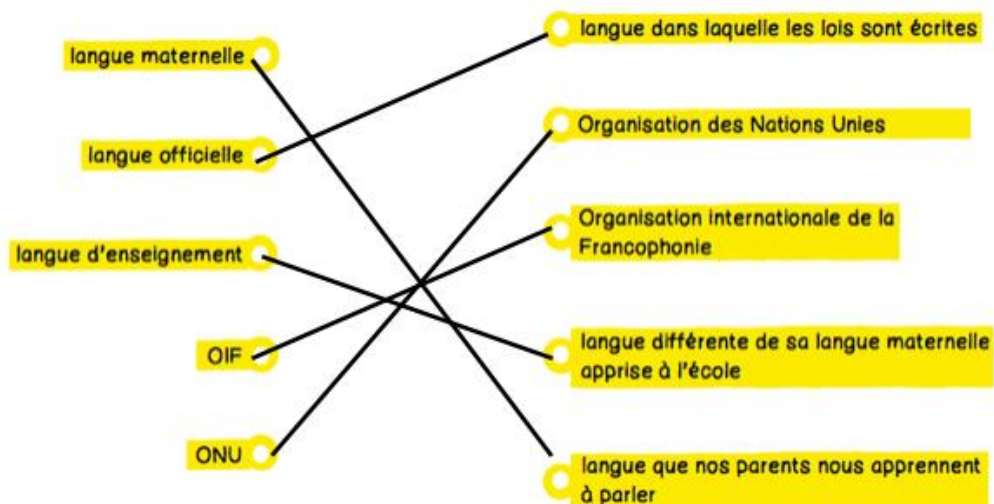 langue maternelle
langue officielle
langue d'enseignement
OIF
ONU
langue dans laquelle les lois sont écrites
Organisation des Nations Unies
Organisation internationale de la
Francophonie
langue différente de sa langue maternelle
apprise à l'école
langue que nos parents nous apprennent
à parler